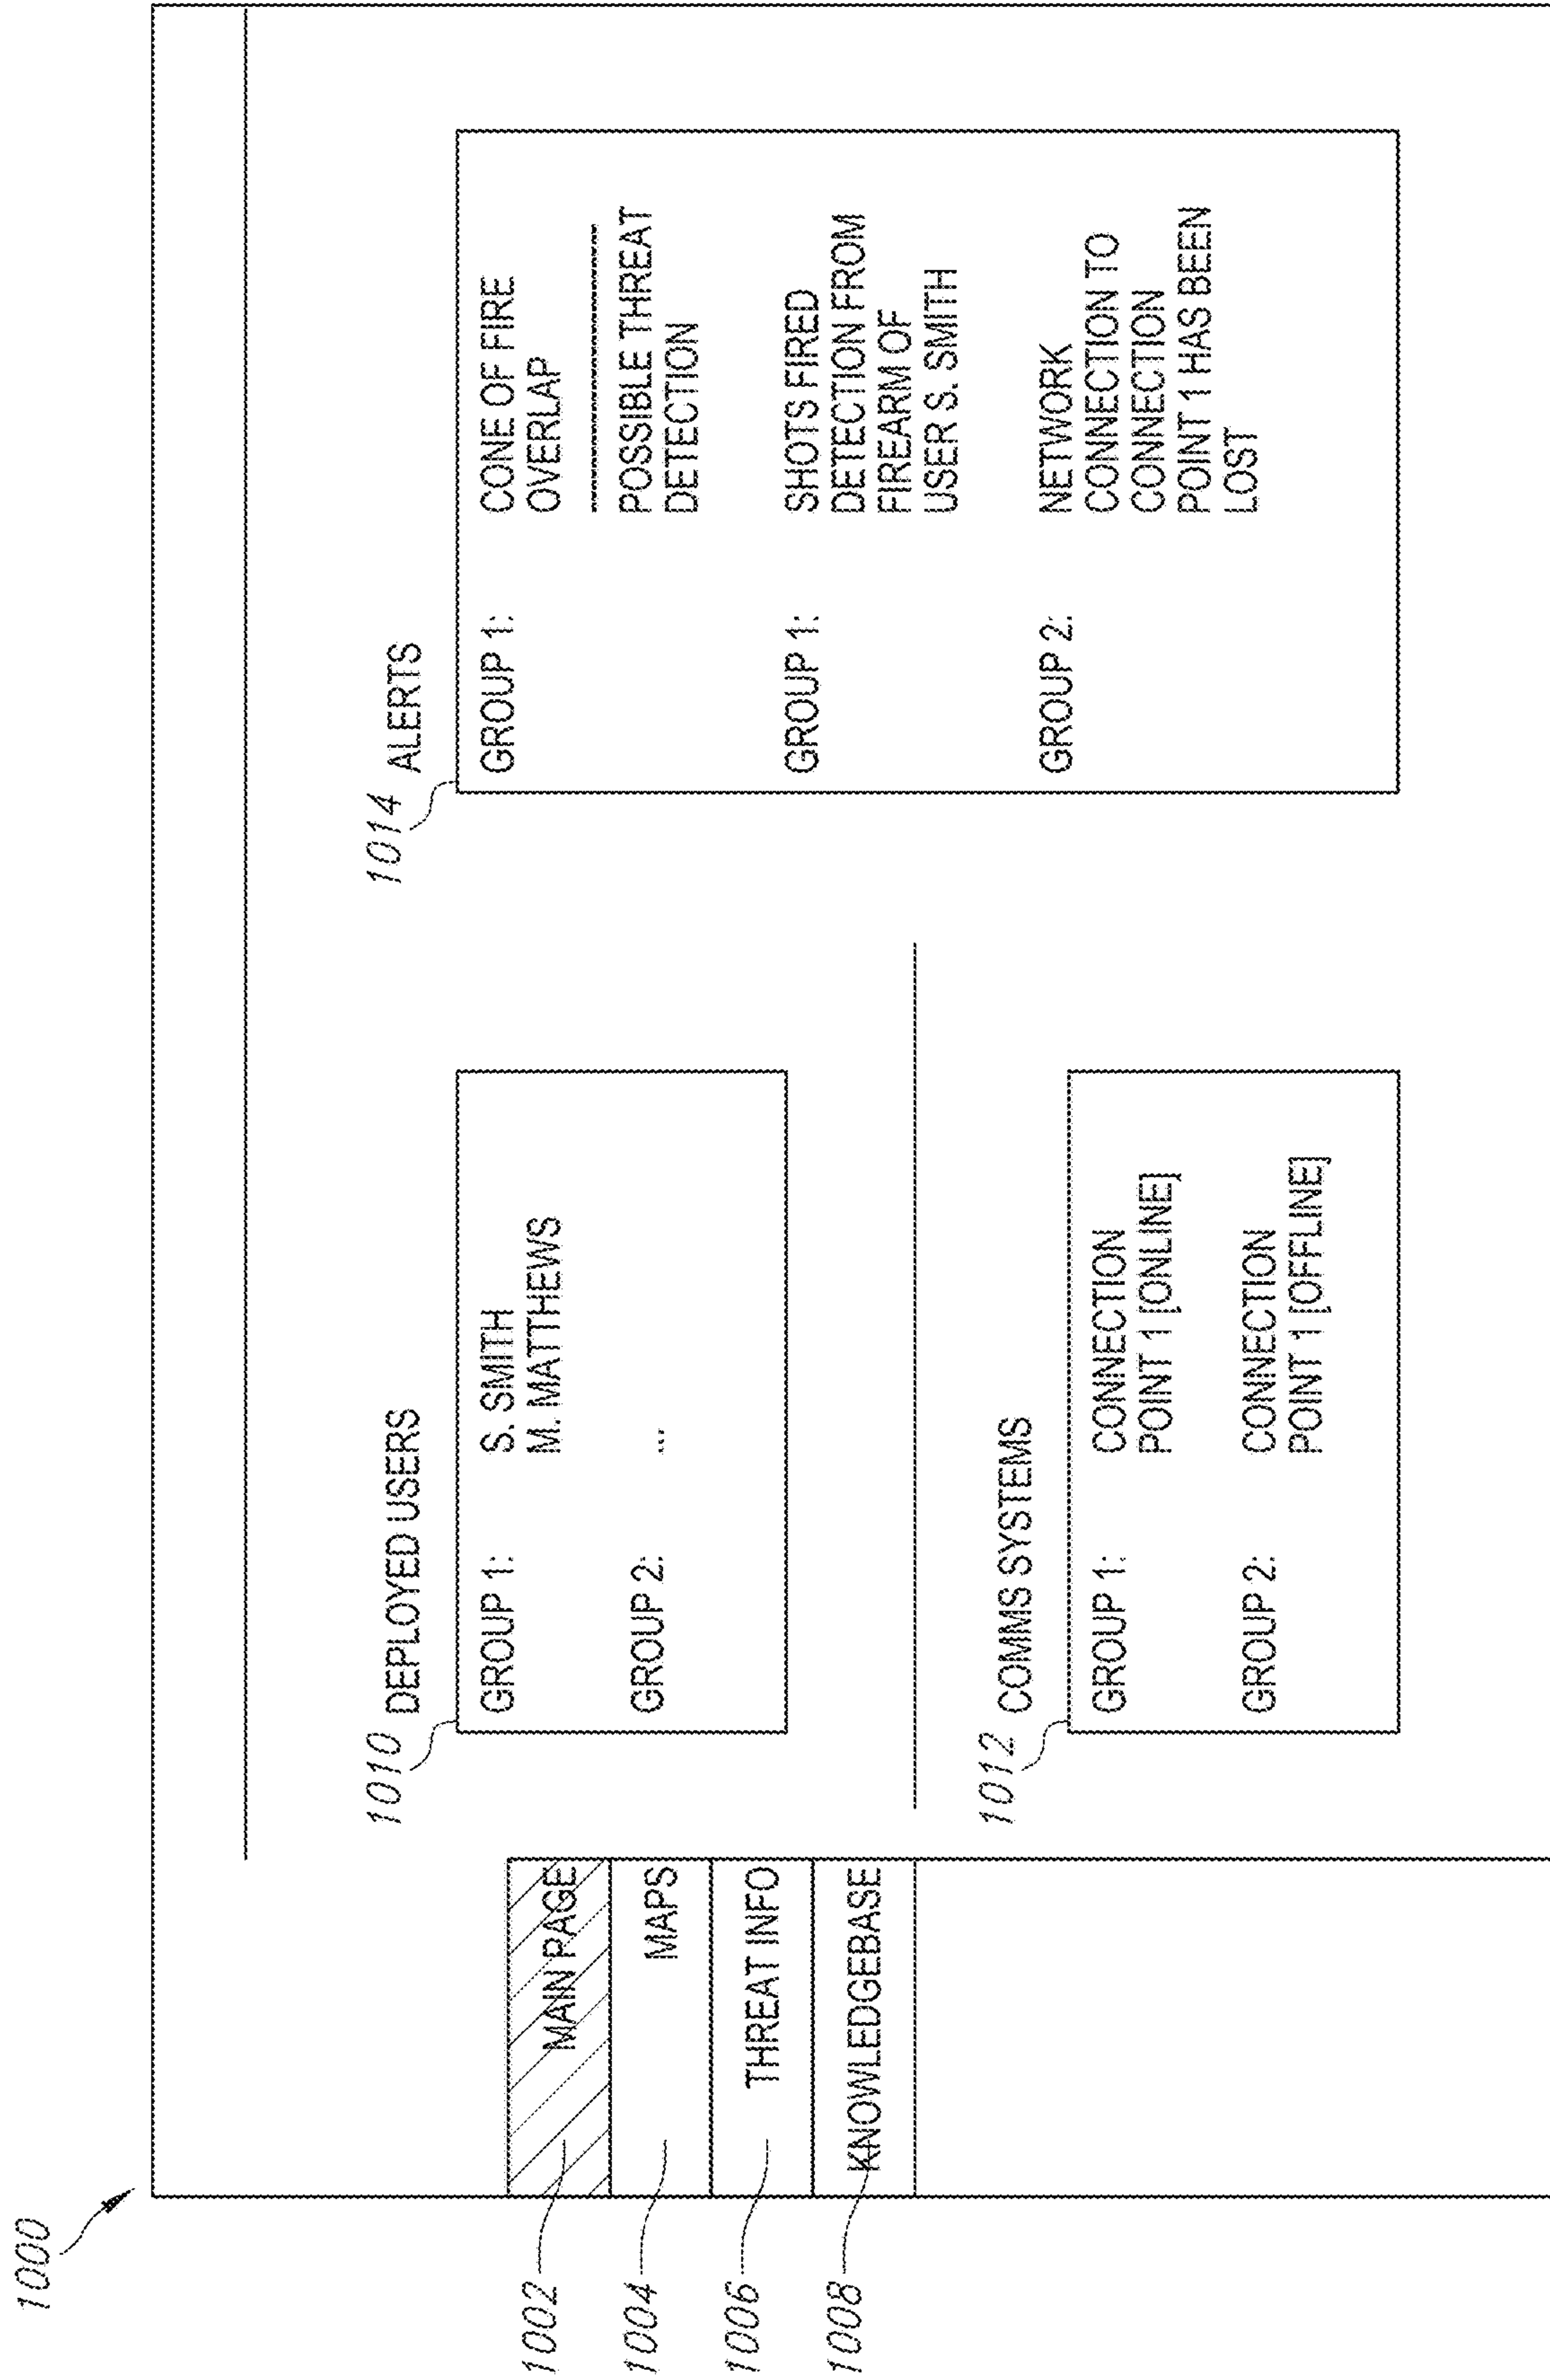 1000
1002
MAIN PAGE
1004
MAPS
1006
THREAT INFO
1008
KNOWLEDGEBASE
1010
DEPLOYED USERS
GROUP 1: S. SMITH
M. MATTHEWS
GROUP 2: ...
1012
COMMS SYSTEMS
GROUP 1: CONNECTION
POINT 1 [ONLINE]
GROUP 2: CONNECTION
POINT 1 [OFFLINE]
1014
ALERTS
GROUP 1: CONE OF FIRE
OVERLAP
POSSIBLE THREAT
DETECTION
GROUP 1: SHOTS FIRED
DETECTION FROM
FIREARM OF
USER S. SMITH
GROUP 2: NETWORK
CONNECTION TO
CONNECTION
POINT 1 HAS BEEN
LOST